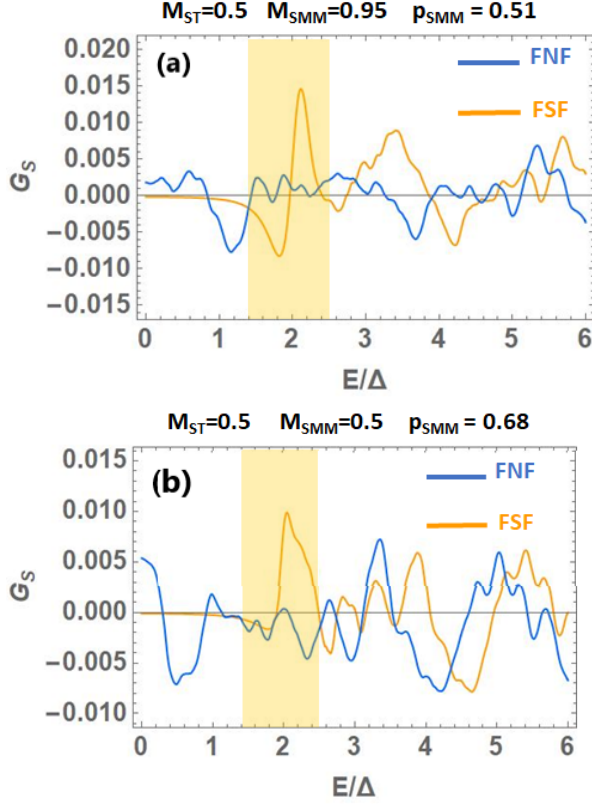 M_ST=0.5 M_SMM=0.95 p_SMM = 0.51
(a)
FNF
FSF
0.020
0.015
0.010
0.005
0.000
−0.005
−0.010
−0.015
G_S
0 1 2 3 4 5 6
E/Δ
M_ST=0.5 M_SMM=0.5 p_SMM = 0.68
(b)
FNF
FSF
0.015
0.010
0.005
0.000
−0.005
−0.010
G_S
0 1 2 3 4 5 6
E/Δ